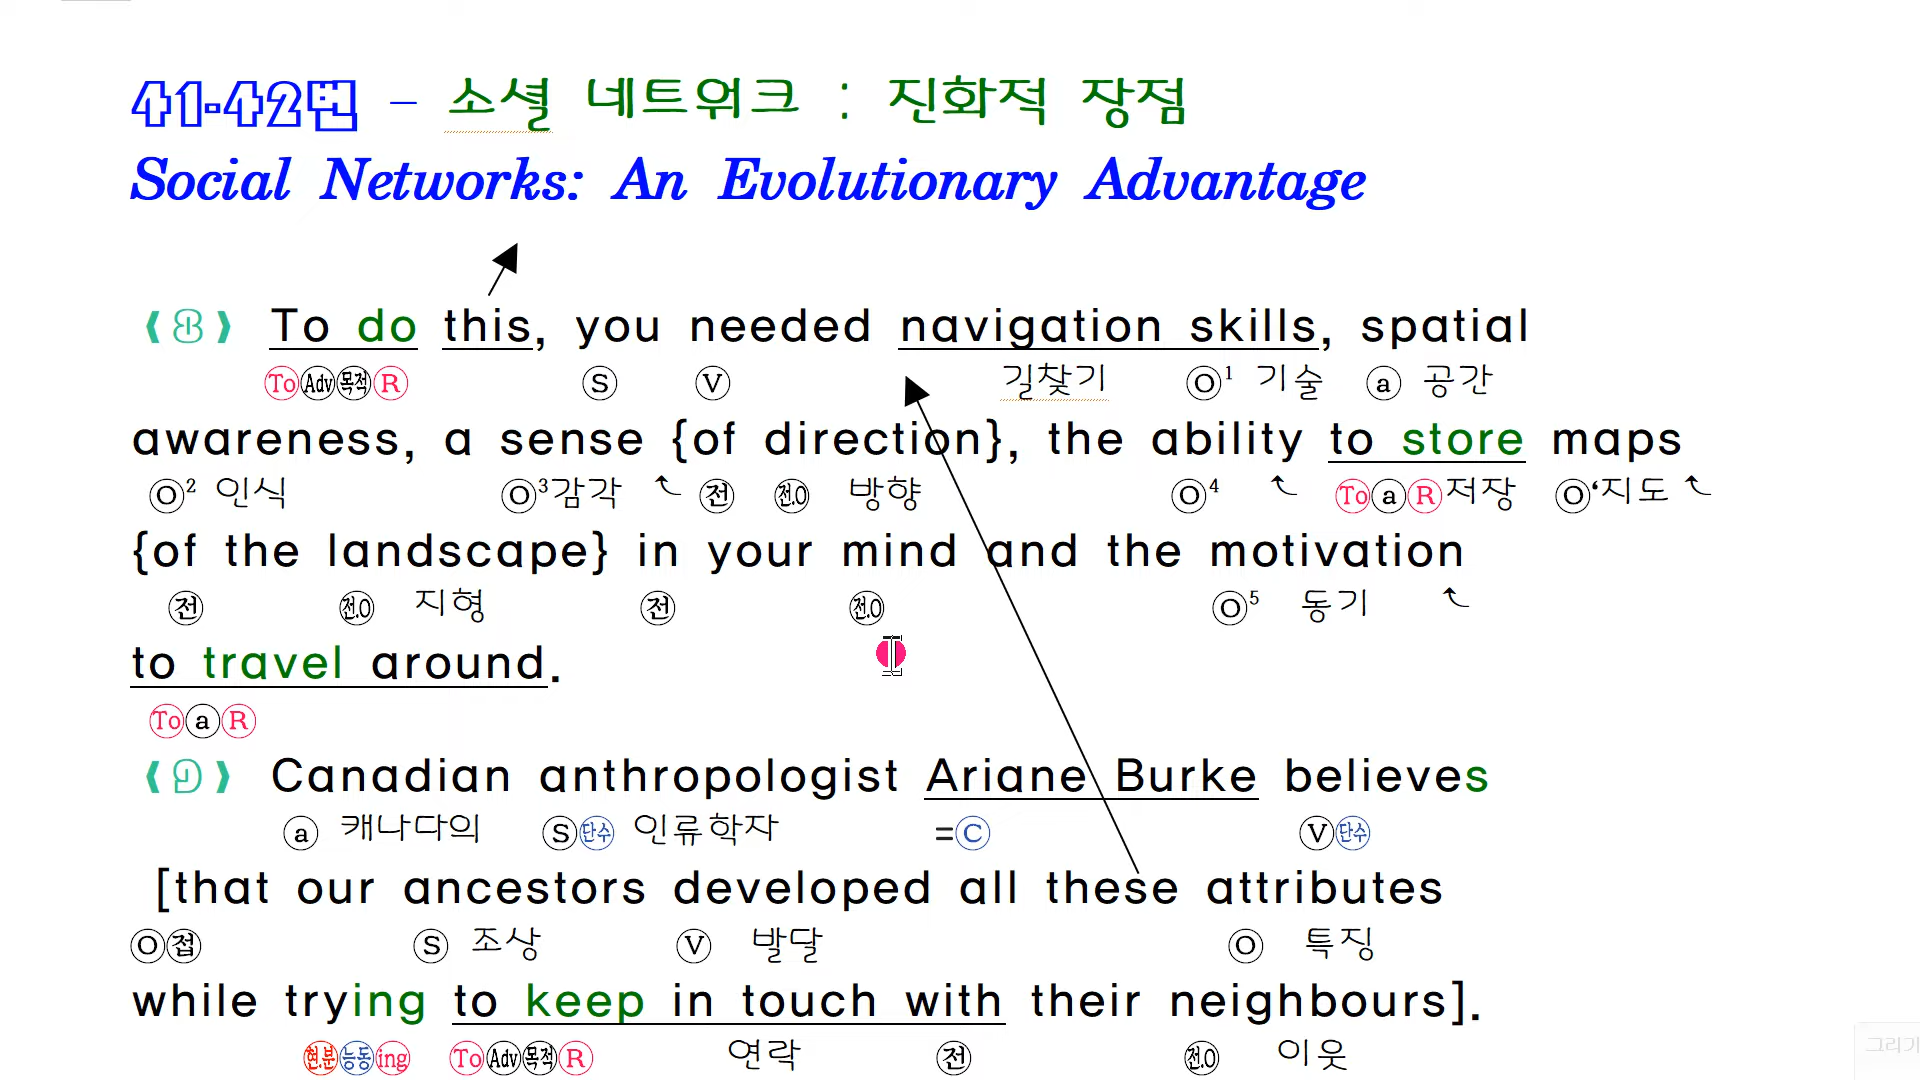 41-42번 - 소셜 네트워크 : 진화적 장점
Social Networks: An Evolutionary Advantage
❪8❫ To do this, you needed navigation skills, spatial
To Adv 목적 R S V 길찾기 O¹ 기술 a 공간
awareness, a sense {of direction}, the ability to store maps
O² 인식 O³감각 전 전.O 방향 O⁴ To a R 저장 O‘지도
{of the landscape} in your mind and the motivation
전 전.O 지형 전 전.O O⁵ 동기
to travel around.
To a R
❪9❫ Canadian anthropologist Ariane Burke believes
a 캐나다의 S 단수 인류학자 =C V 단수
[that our ancestors developed all these attributes
O 접 S 조상 V 발달 O 특징
while trying to keep in touch with their neighbours].
현.분 능동 ing To Adv 목적 R 연락 전 전.O 이웃
그리기